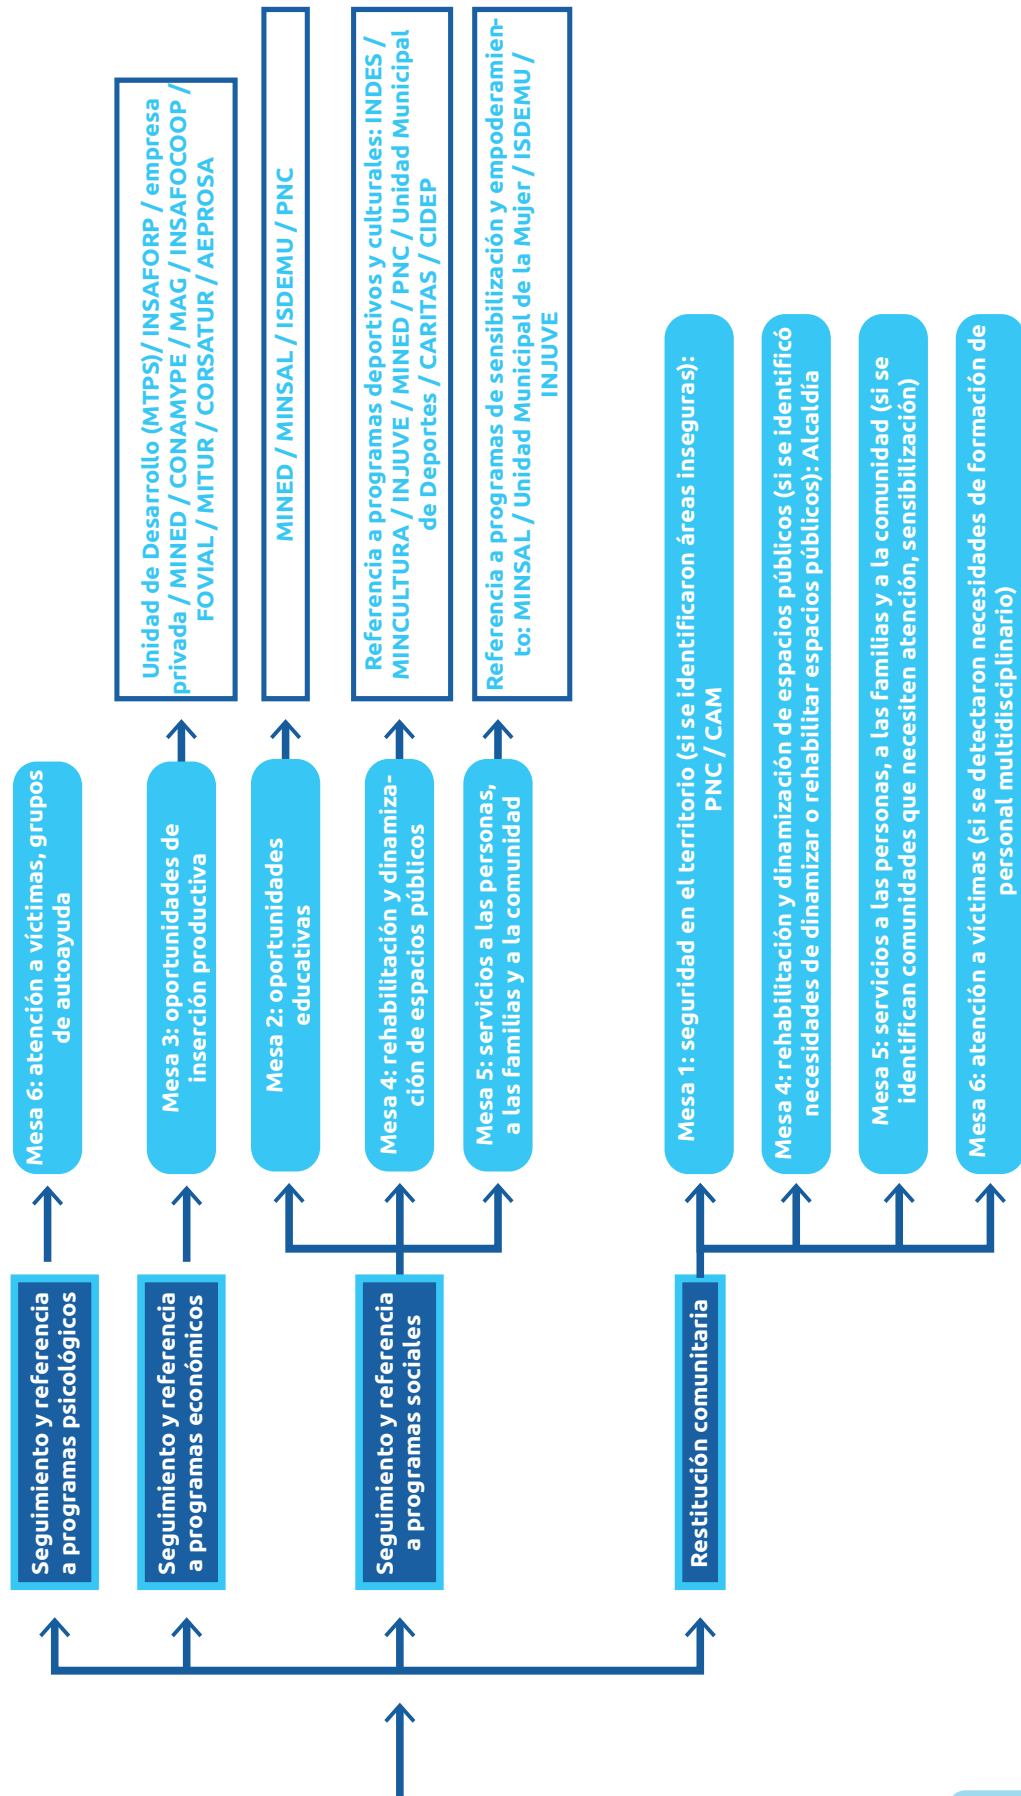 Seguimiento y referencia
a programas psicológicos
Mesa 6: atención a víctimas, grupos
de autoayuda
Seguimiento y referencia
a programas económicos
Mesa 3: oportunidades de
inserción productiva
Unidad de Desarrollo (MTPS)/ INSAFORP / empresa
privada / MINED / CONAMYPE / MAG / INSAFOCOOP /
FOVIAL / MITUR / CORSATUR / AEPROSA
Seguimiento y referencia
a programas sociales
Mesa 2: oportunidades
educativas
MINED / MINSAL / ISDEMU / PNC
Mesa 4: rehabilitación y dinamiza-
ción de espacios públicos
Referencia a programas deportivos y culturales: INDES /
MINCULTURA / INJUVE / MINED / PNC / Unidad Municipal
de Deportes / CARITAS / CIDEP
Mesa 5: servicios a las personas,
a las familias y a la comunidad
Referencia a programas de sensibilización y empoderamien-
to: MINSAL / Unidad Municipal de la Mujer / ISDEMU /
INJUVE
Restitución comunitaria
Mesa 1: seguridad en el territorio (si se identificaron áreas inseguras):
PNC / CAM
Mesa 4: rehabilitación y dinamización de espacios públicos (si se identificó
necesidades de dinamizar o rehabilitar espacios públicos): Alcaldía
Mesa 5: servicios a las personas, a las familias y a la comunidad (si se
identifican comunidades que necesiten atención, sensibilización)
Mesa 6: atención a víctimas (si se detectaron necesidades de formación de
personal multidisciplinario)